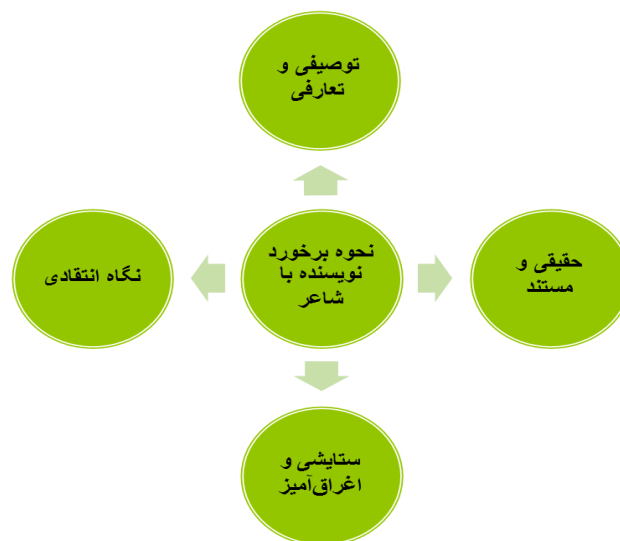 توصیفی و
تعارفی
حقیقی و
مستند
نحوه برخورد
نویسنده با
شاعر
نگاه انتقادی
ستایشی و
اغراق‌آمیز